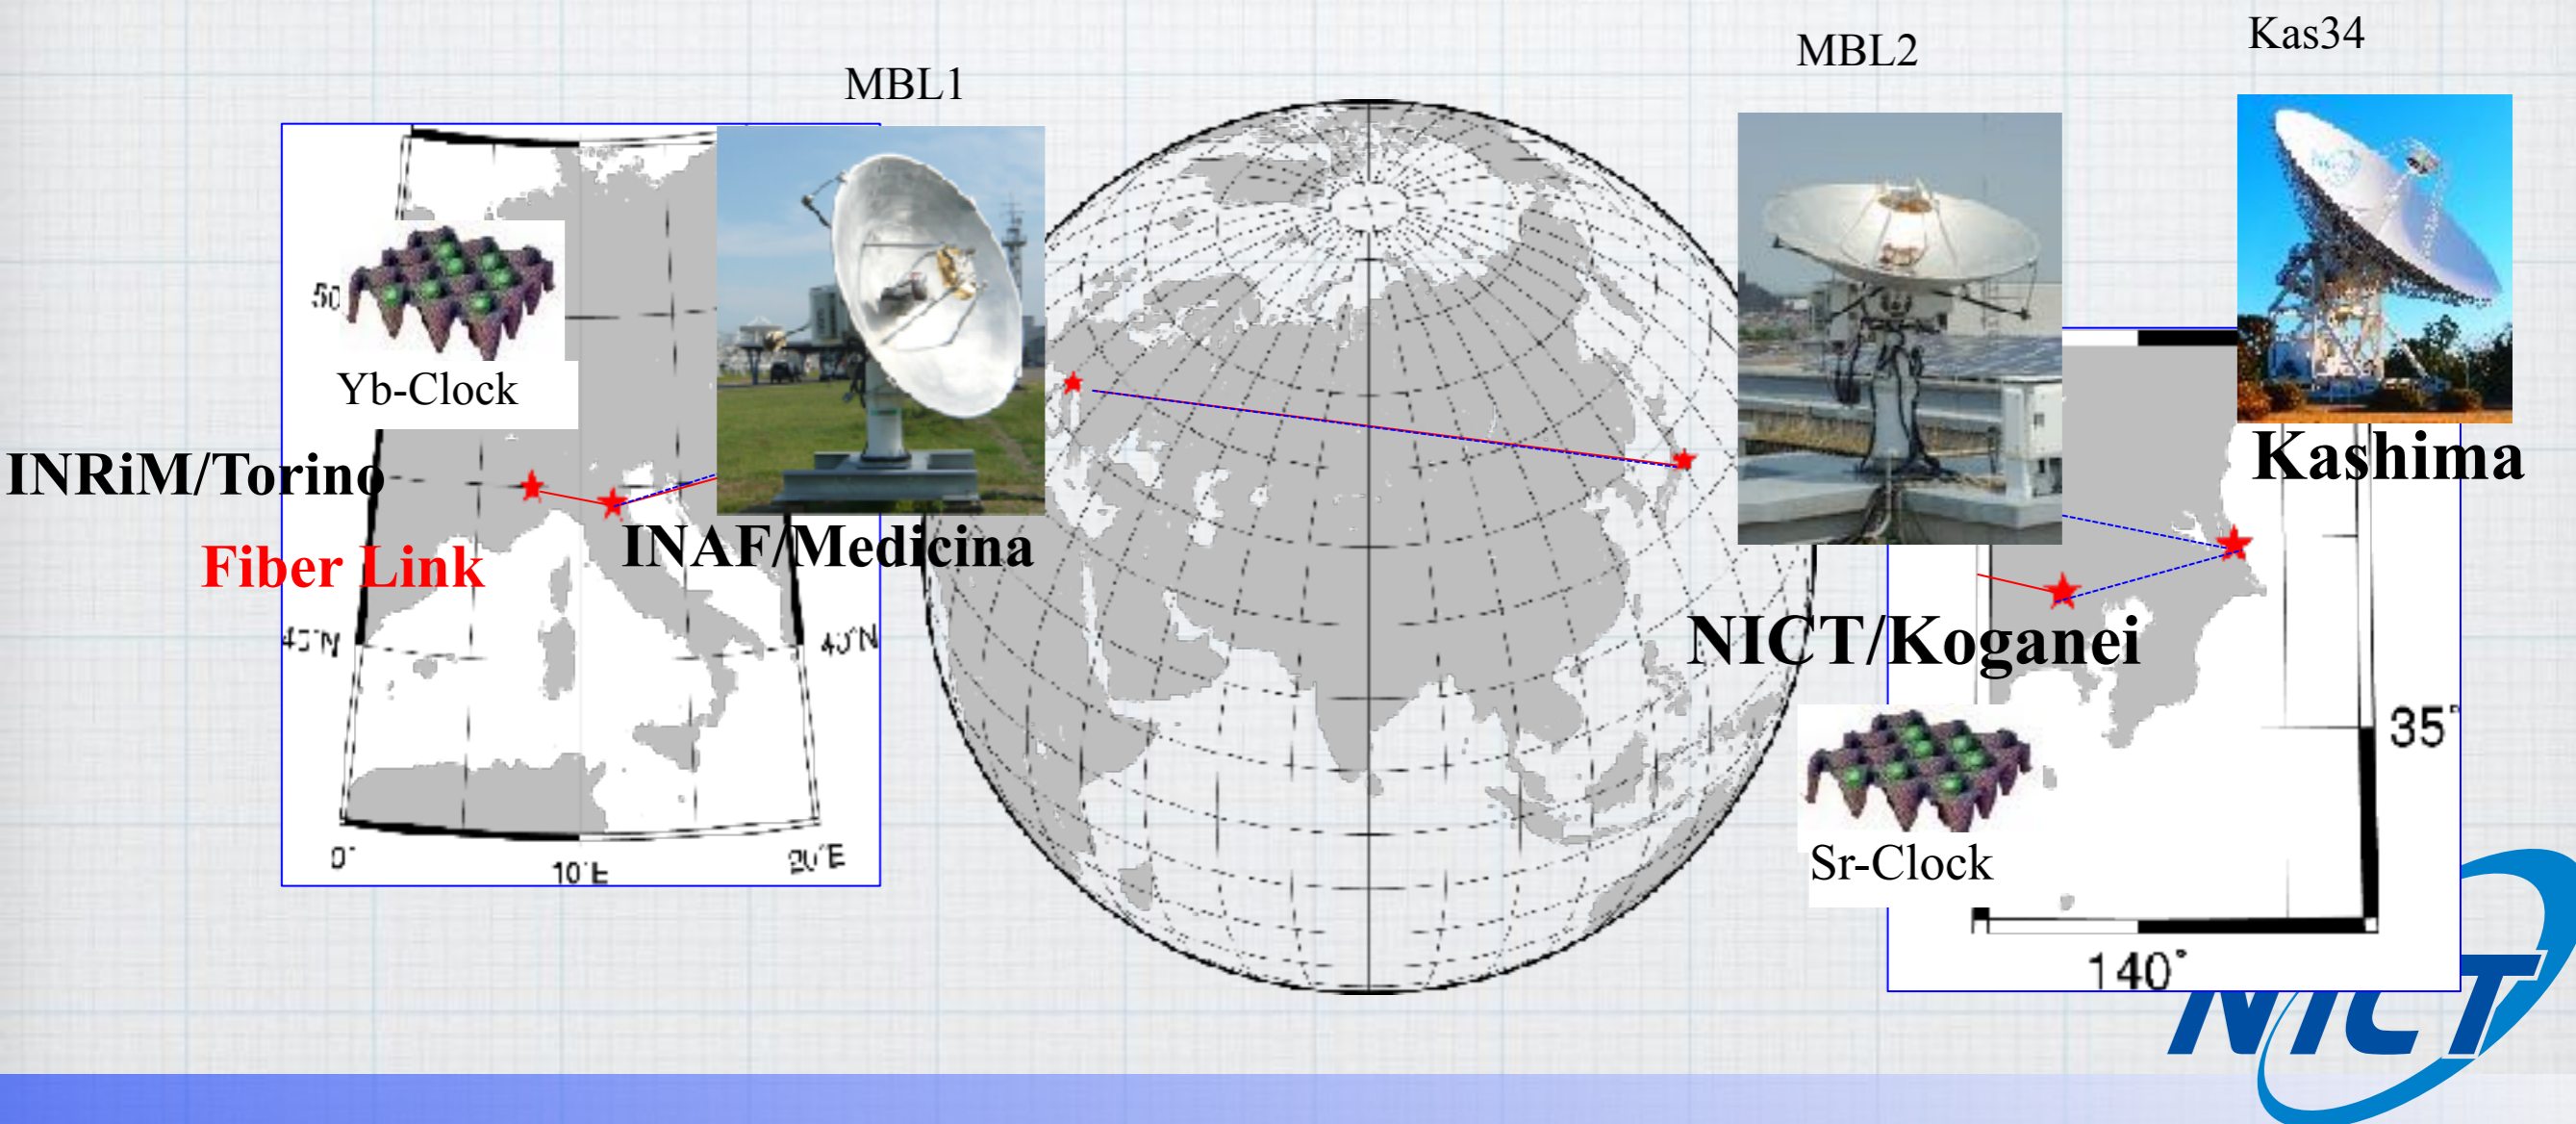 MBL1
MBL2
Kas34
50
Yb-Clock
INRiM/Torino
Kashima
Fiber Link
INAF/Medicina
NICT/Koganei
40°N
35°
Sr-Clock
0°
10°E
20°E
140°
NICT